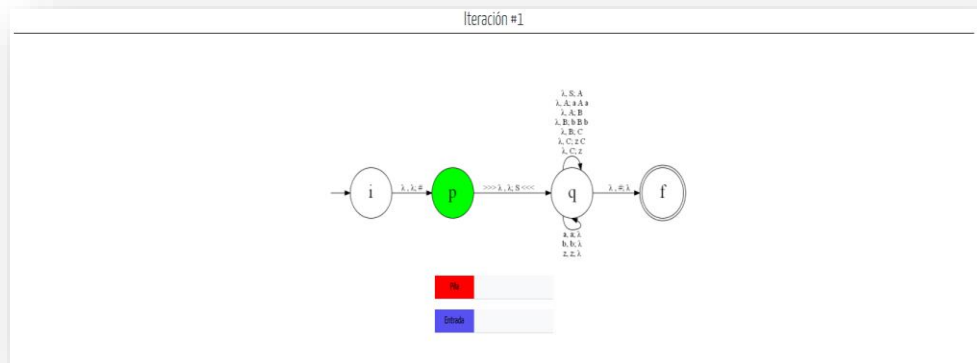 Iteración #1
λ, S; A
λ, A; a A a
λ, A; B
λ, B; b B b
λ, B; C
λ, C; z C
λ, C; z
i
λ, λ; #
p
>>> λ, λ; S <<<
q
λ, #; λ
f
a, a; λ
b, b; λ
z, z; λ
Pila
Entrada